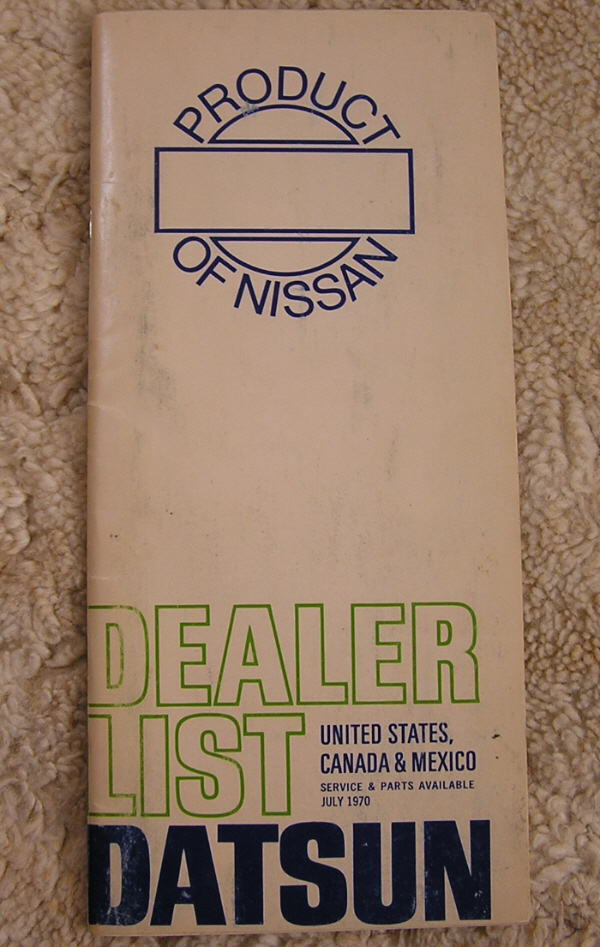 PRODUCT
OF NISSAN
DEALER
LIST
UNITED STATES,
CANADA & MEXICO
SERVICE & PARTS AVAILABLE
JULY 1970
DATSUN